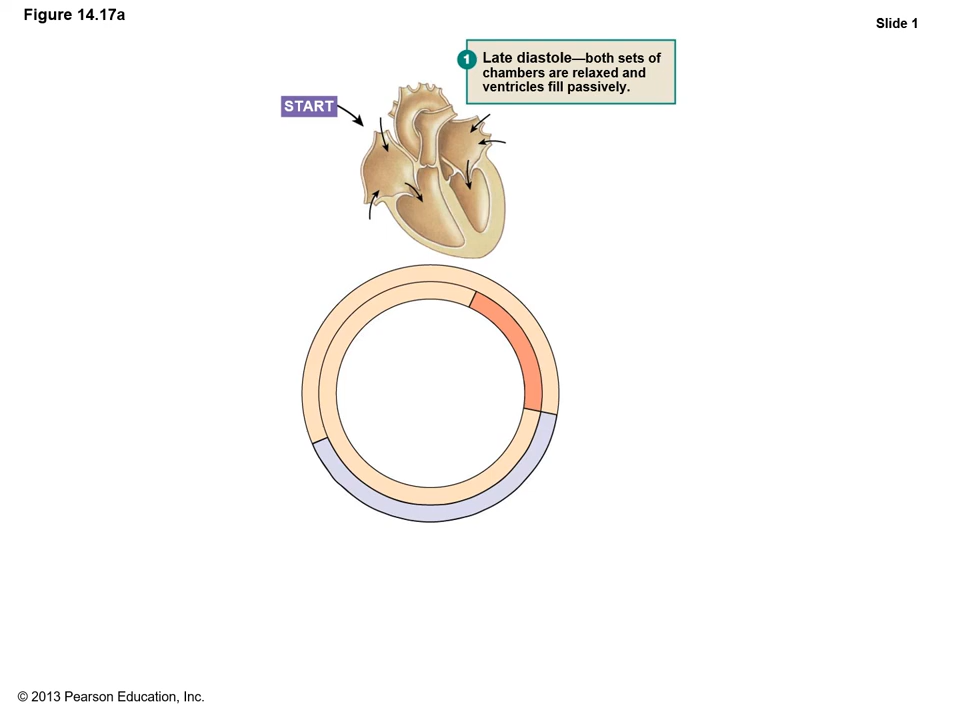 Figure 14.17a
Slide 1
1 Late diastole—both sets of
chambers are relaxed and
ventricles fill passively.
START
© 2013 Pearson Education, Inc.